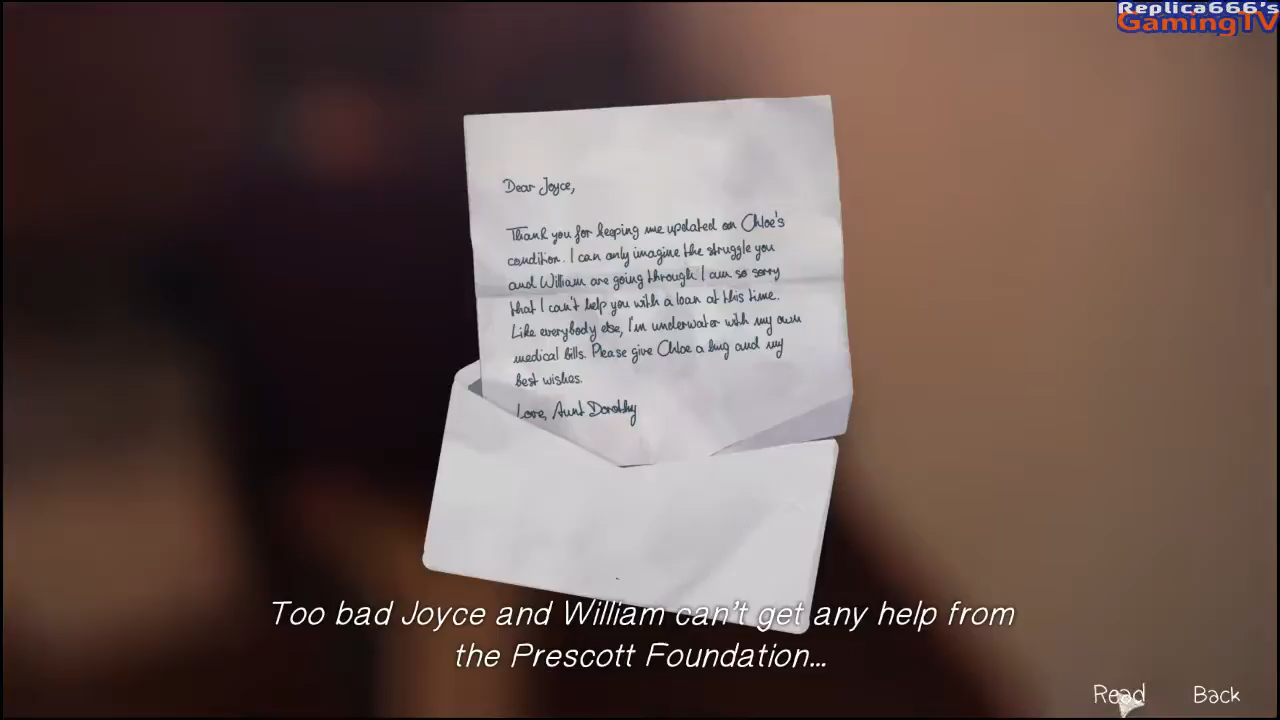 Replica666's
GamingTV
Dear Joyce,
Thank you for keeping me updated on Chloe's
condition. I can only imagine the struggle you
and William are going through. I am so sorry
that I can't help you with a loan at this time.
Like everybody else, I'm underwater with my own
medical bills. Please give Chloe a hug and my
best wishes.
Love, Aunt Dorothy
Too bad Joyce and William can't get any help from
the Prescott Foundation...
Read Back